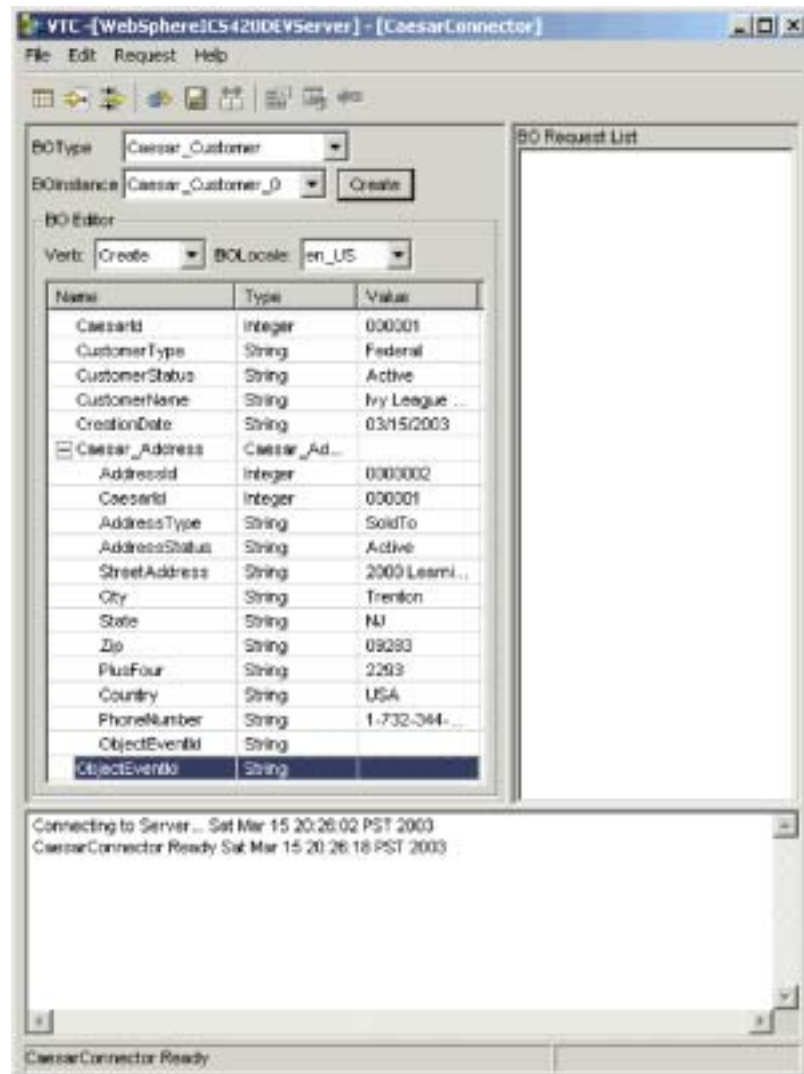 VTC -[WebSphereICS420DEVServer] - [CaesarConnector]
File Edit Request Help
BOType Caesar_Customer
BOInstance Caesar_Customer_0 Create
BO Request List
BO Editor
Verb: Create BOLocale: en_US
Name Type Value
CaesarId Integer 000001
CustomerType String Federal
CustomerStatus String Active
CustomerName String Ivy League ...
CreationDate String 03/15/2003
Caesar_Address Caesar_Ad...
AddressId Integer 0000002
CaesarId Integer 000001
AddressType String SoldTo
AddressStatus String Active
StreetAddress String 2000 Learni...
City String Trenton
State String NJ
Zip String 09283
PlusFour String 2293
Country String USA
PhoneNumber String 1-732-344-...
ObjectEventId String
ObjectEventId String
Connecting to Server... Sat Mar 15 20:26:02 PST 2003
CaesarConnector Ready Sat Mar 15 20:26:18 PST 2003
CaesarConnector Ready